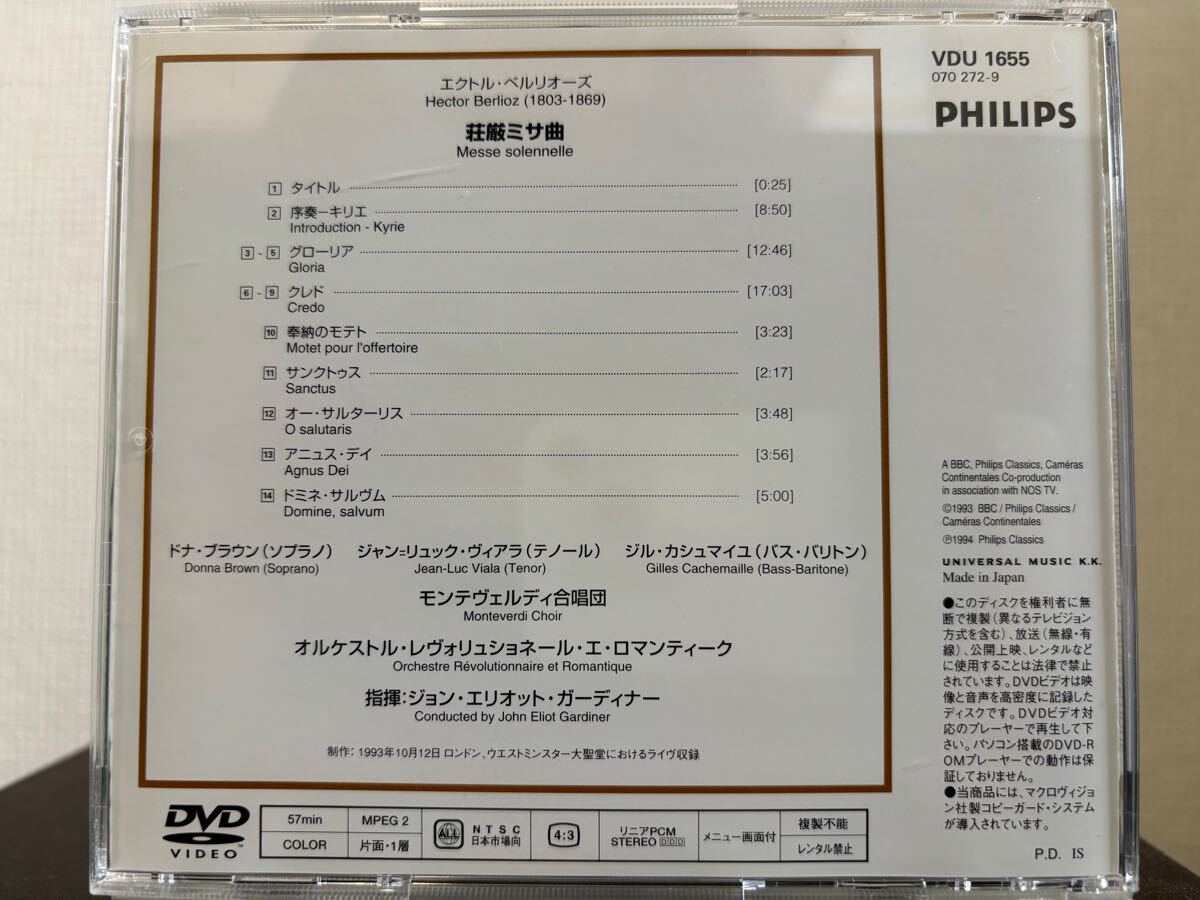 エクトル・ベルリオーズ
Hector Berlioz (1803-1869)
荘厳ミサ曲
Messe solennelle
1 タイトル [0:25]
2 序奏ーキリエ [8:50]
Introduction - Kyrie
3 - 5 グローリア [12:46]
Gloria
6 - 9 クレド [17:03]
Credo
10 奉納のモテト [3:23]
Motet pour l'offertoire
11 サンクトゥス [2:17]
Sanctus
12 オー・サルターリス [3:48]
O salutaris
13 アニュス・デイ [3:56]
Agnus Dei
14 ドミネ・サルヴム [5:00]
Domine, salvum
ドナ・ブラウン(ソプラノ) ジャン=リュック・ヴィアラ(テノール) ジル・カシュマイユ(バス・バリトン)
Donna Brown (Soprano) Jean-Luc Viala (Tenor) Gilles Cachemaille (Bass-Baritone)
モンテヴェルディ合唱団
Monteverdi Choir
オルケストル・レヴォリュショネール・エ・ロマンティーク
Orchestre Révolutionnaire et Romantique
指揮:ジョン・エリオット・ガーディナー
Conducted by John Eliot Gardiner
制作:1993年10月12日 ロンドン、ウエストミンスター大聖堂におけるライヴ収録
VDU 1655
070 272-9
PHILIPS
A BBC, Philips Classics, Caméras
Continentales Co-production
in association with NOS TV.
©1993 BBC / Philips Classics /
Caméras Continentales
℗1994 Philips Classics
UNIVERSAL MUSIC K.K.
Made in Japan
●このディスクを権利者に無
断で複製(異なるテレビジョン
方式を含む)、放送(無線・有
線)、公開上映、レンタルなど
に使用することは法律で禁止
されています。DVDビデオは映
像と音声を高密度に記録した
ディスクです。DVDビデオ対
応のプレーヤーで再生して下
さい。パソコン搭載のDVD-R
OMプレーヤーでの動作は保
証しておりません。
●当商品には、マクロヴィジョ
ン社製コピーガード・システム
が導入されています。
P.D. IS
DVD
VIDEO™
57min MPEG 2
COLOR 片面・1層
ALL
NTSC
日本市場向
4:3
リニアPCM
STEREO DDD
メニュー画面付
複製不能
レンタル禁止